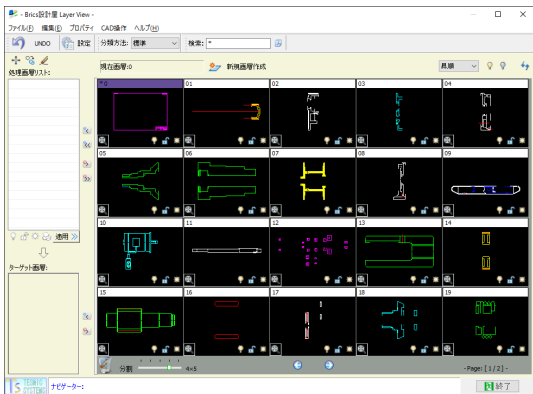 - Brics設計屋 Layer View -
ファイル(F) 編集(E) プロパティ CAD操作 ヘルプ(H)
UNDO 設定 分類方法: 標準 検索: *
現在画層:0 新規画層作成 昇順
処理画層リスト:
* 0 01 02 03 04
05 06 07 08 09
10 11 12 13 14
適用
ターゲット画層:
15 16 17 18 19
分割 4×5 - Page: [ 1 / 2 ] -
TECHNO SYSTEMS ナビゲーター: 終了